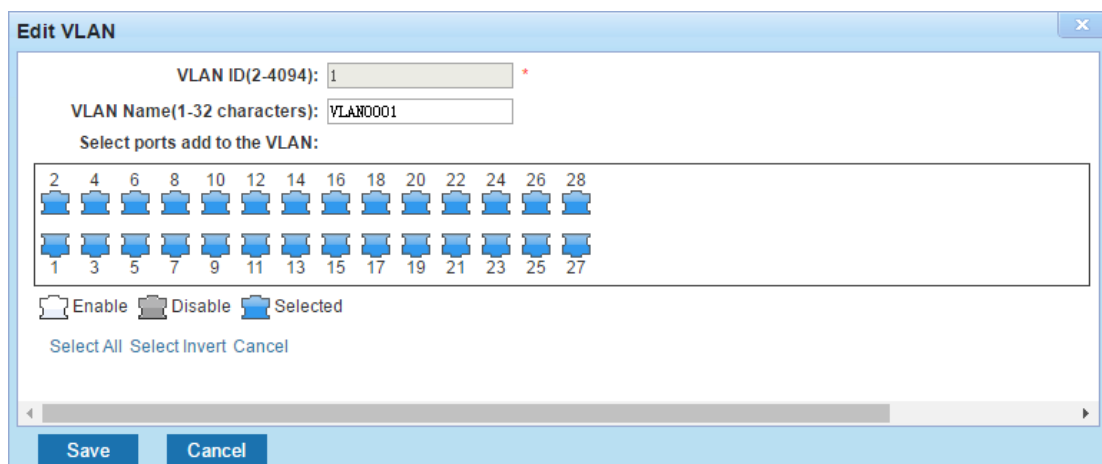 Edit VLAN
VLAN ID(2-4094): 1 *
VLAN Name(1-32 characters): VLAN0001
Select ports add to the VLAN:
2 4 6 8 10 12 14 16 18 20 22 24 26 28
1 3 5 7 9 11 13 15 17 19 21 23 25 27
Enable Disable Selected
Select All Select Invert Cancel
Save Cancel